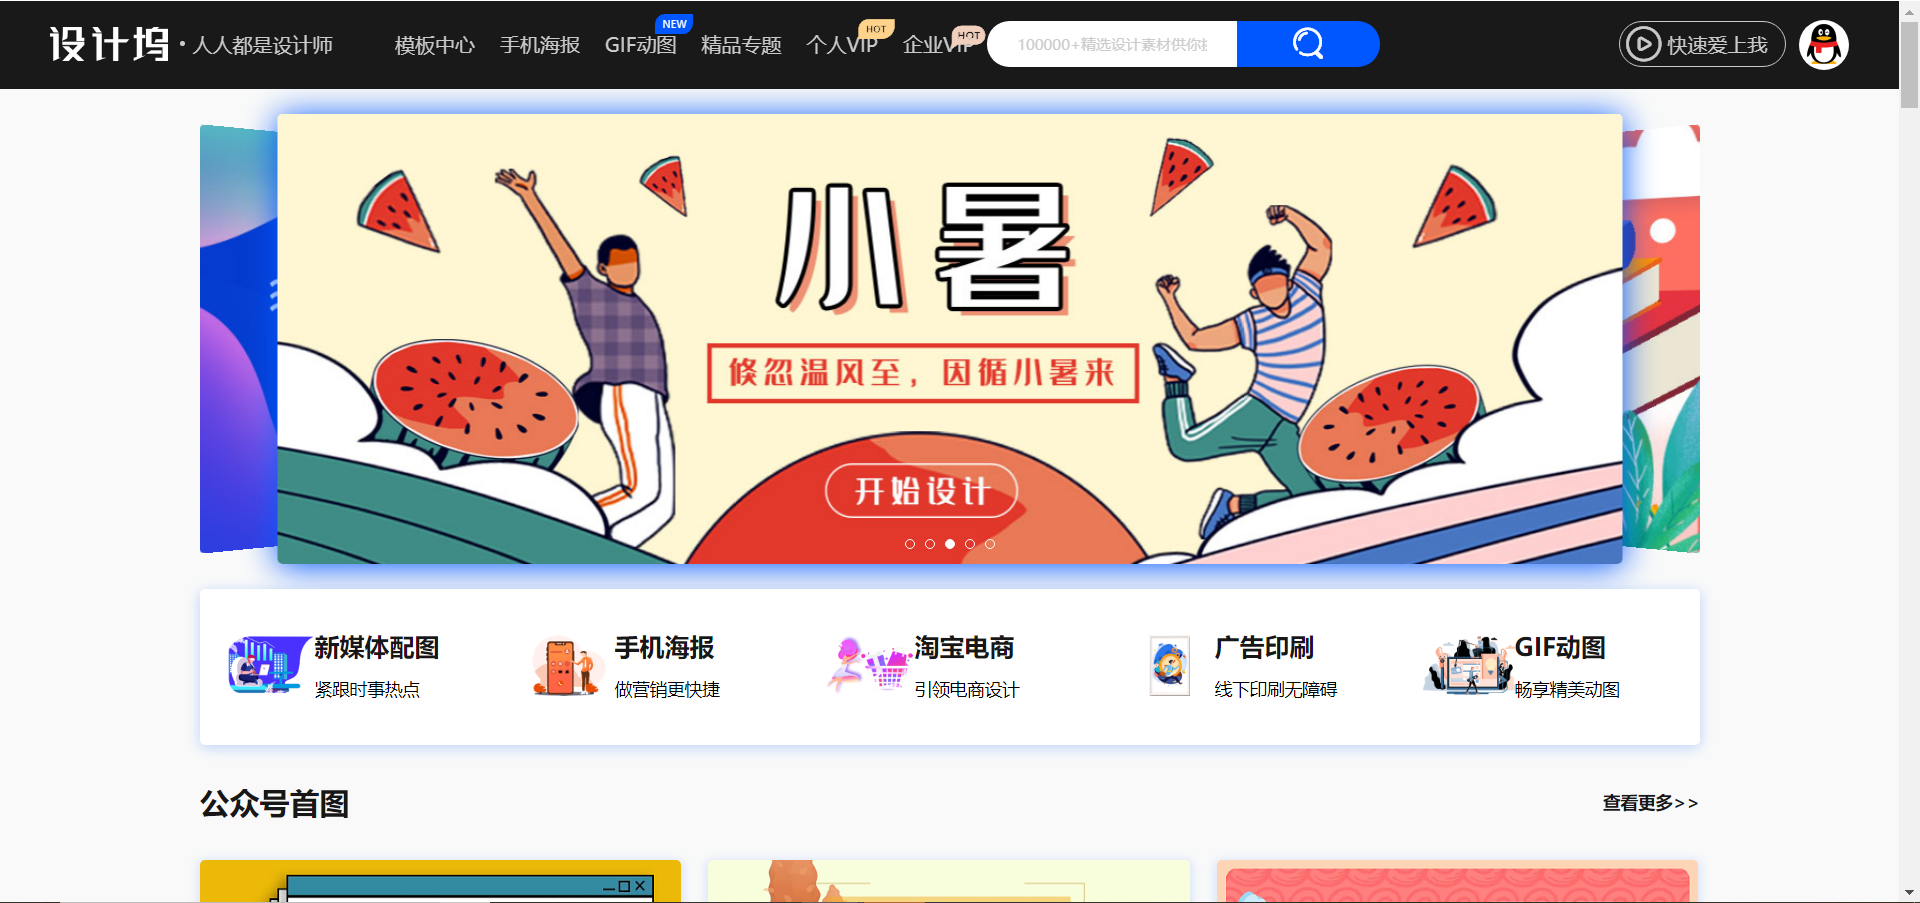 设计坞·人人都是设计师
模板中心 手机海报 GIF动图 NEW 精品专题 个人VIP HOT 企业VIP HOT
100000+精选设计素材供你
快速爱上我
小暑
倏忽温风至，因循小暑来
开始设计
新媒体配图
紧跟时事热点
手机海报
做营销更快捷
淘宝电商
引领电商设计
广告印刷
线下印刷无障碍
GIF动图
畅享精美动图
公众号首图
查看更多>>